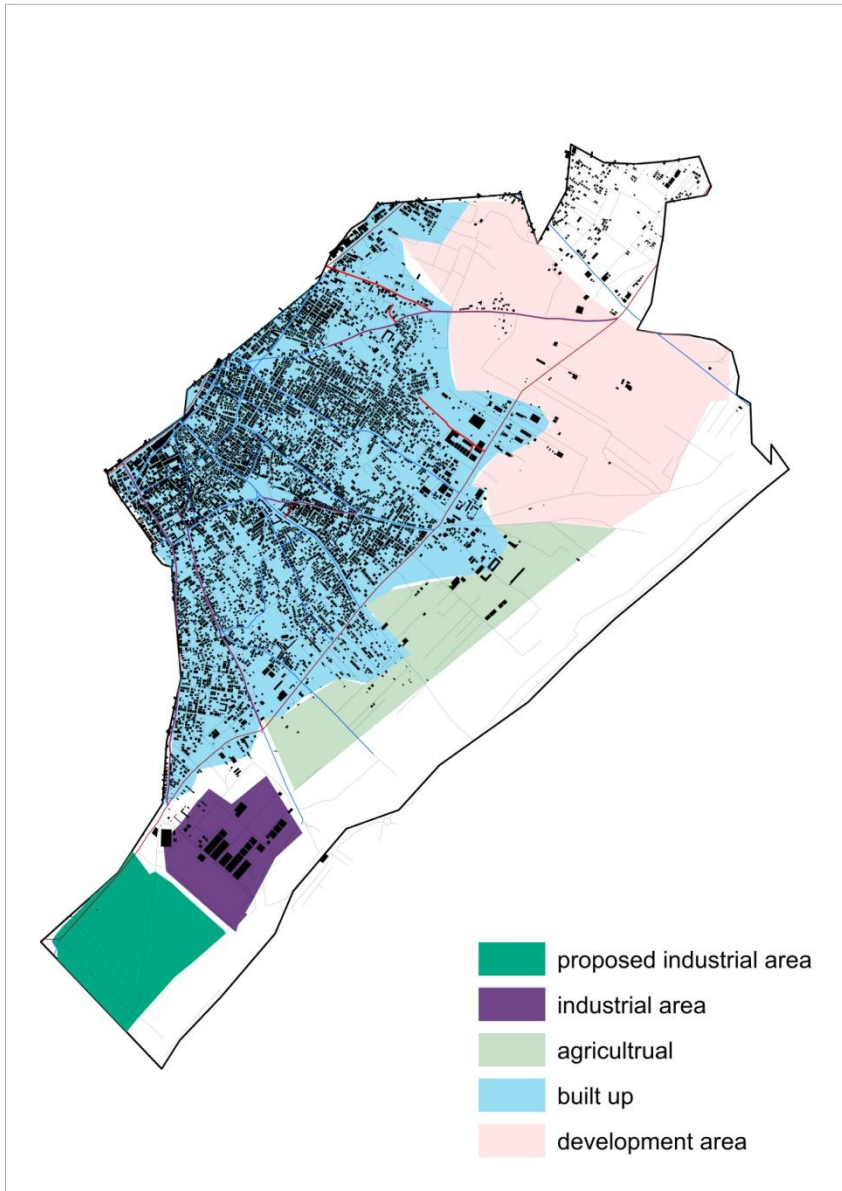 proposed industrial area
industrial area
agricultrual
built up
development area